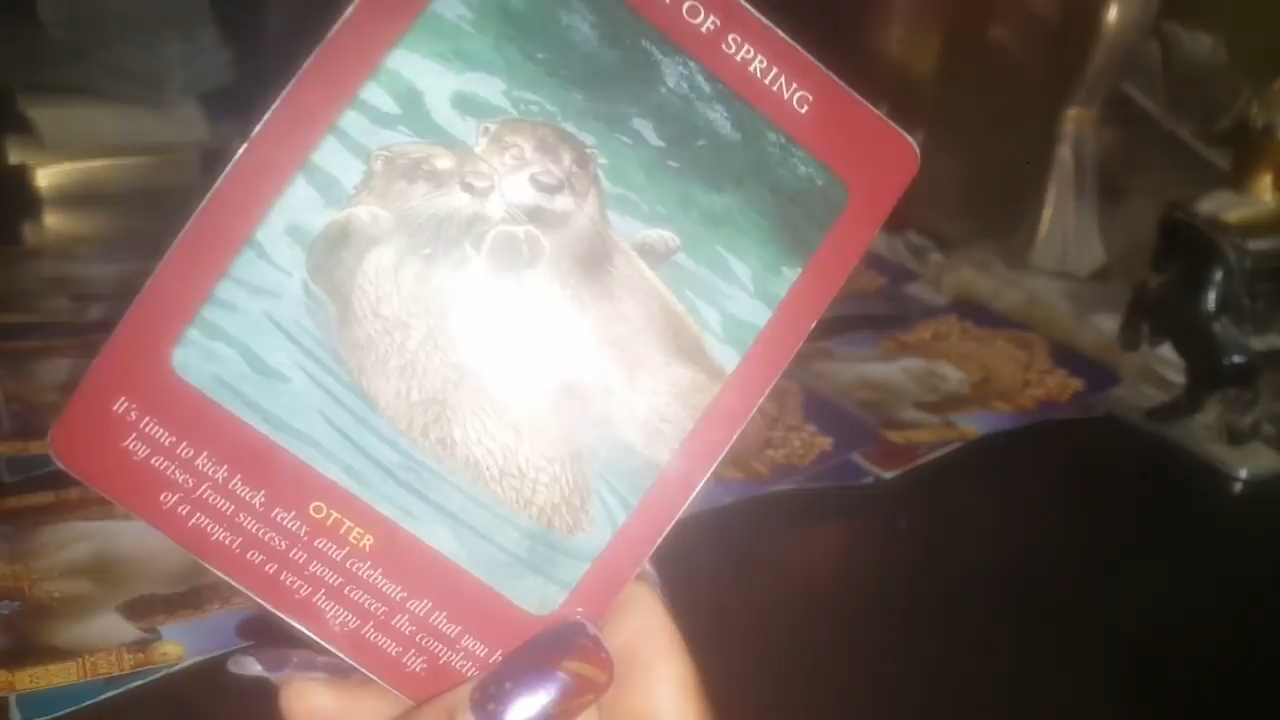 OF SPRING
OTTER
It's time to kick back, relax, and celebrate all that you
Joy arises from success in your career, the
of a project, or a very happy home life.